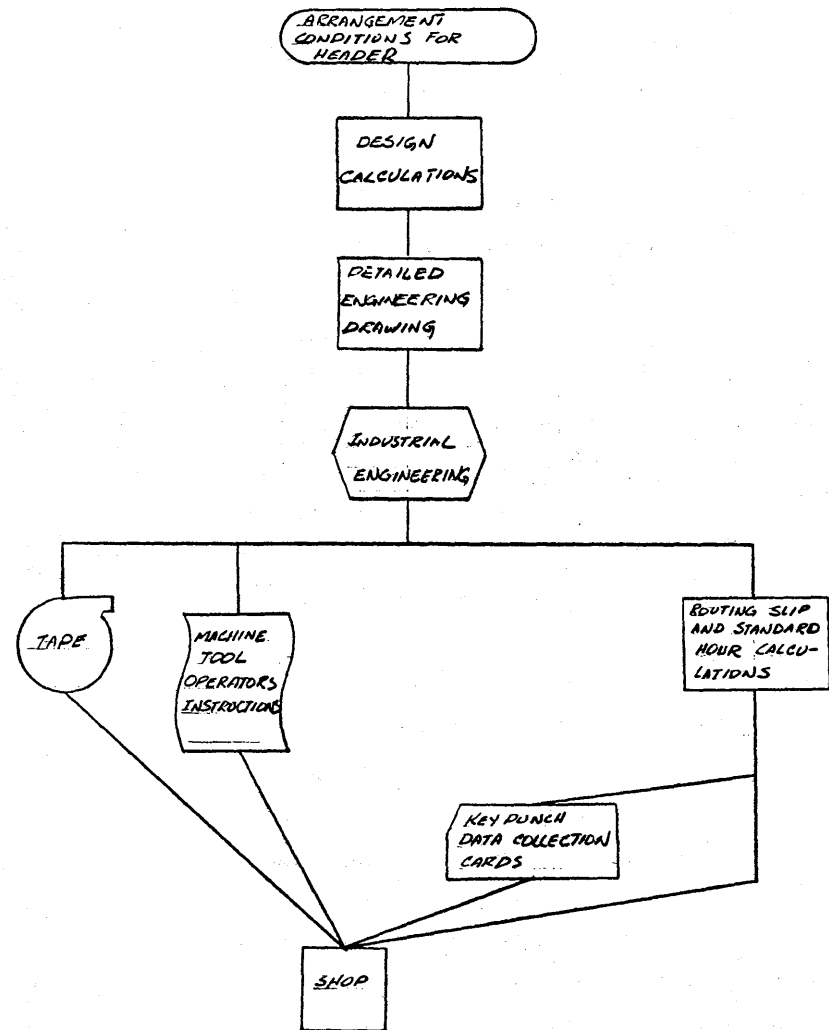 ARRANGEMENT
CONDITIONS FOR
HEADER
DESIGN
CALCULATIONS
DETAILED
ENGINEERING
DRAWING
INDUSTRIAL
ENGINEERING
TAPE
MACHINE
TOOL
OPERATORS
INSTRUCTIONS
ROUTING SLIP
AND STANDARD
HOUR CALCU-
LATIONS
KEY PUNCH
DATA COLLECTION
CARDS
SHOP